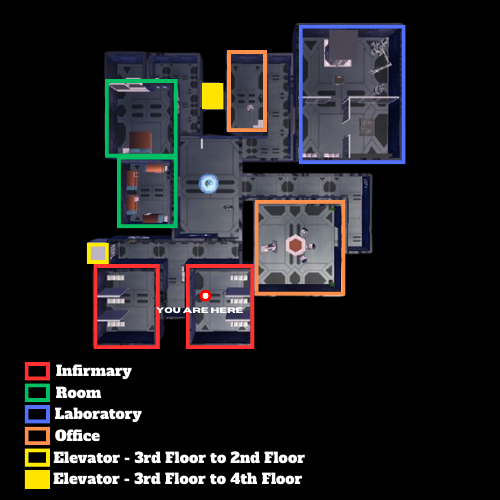 YOU ARE HERE
Infirmary
Room
Laboratory
Office
Elevator - 3rd Floor to 2nd Floor
Elevator - 3rd Floor to 4th Floor